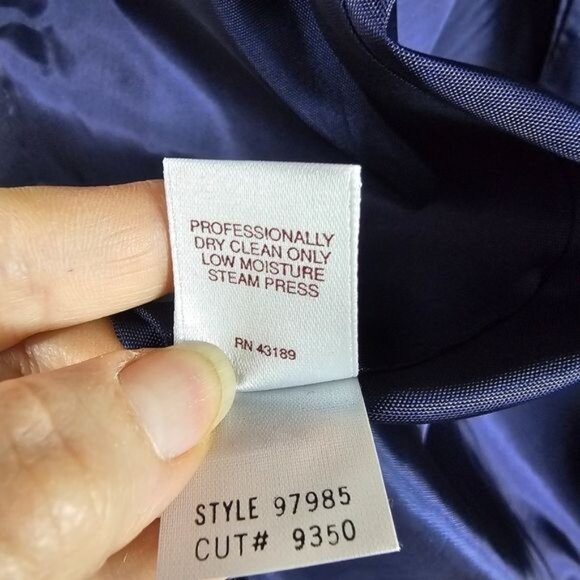 PROFESSIONALLY
DRY CLEAN ONLY
LOW MOISTURE
STEAM PRESS
RN 43189
STYLE 97985
CUT# 9350